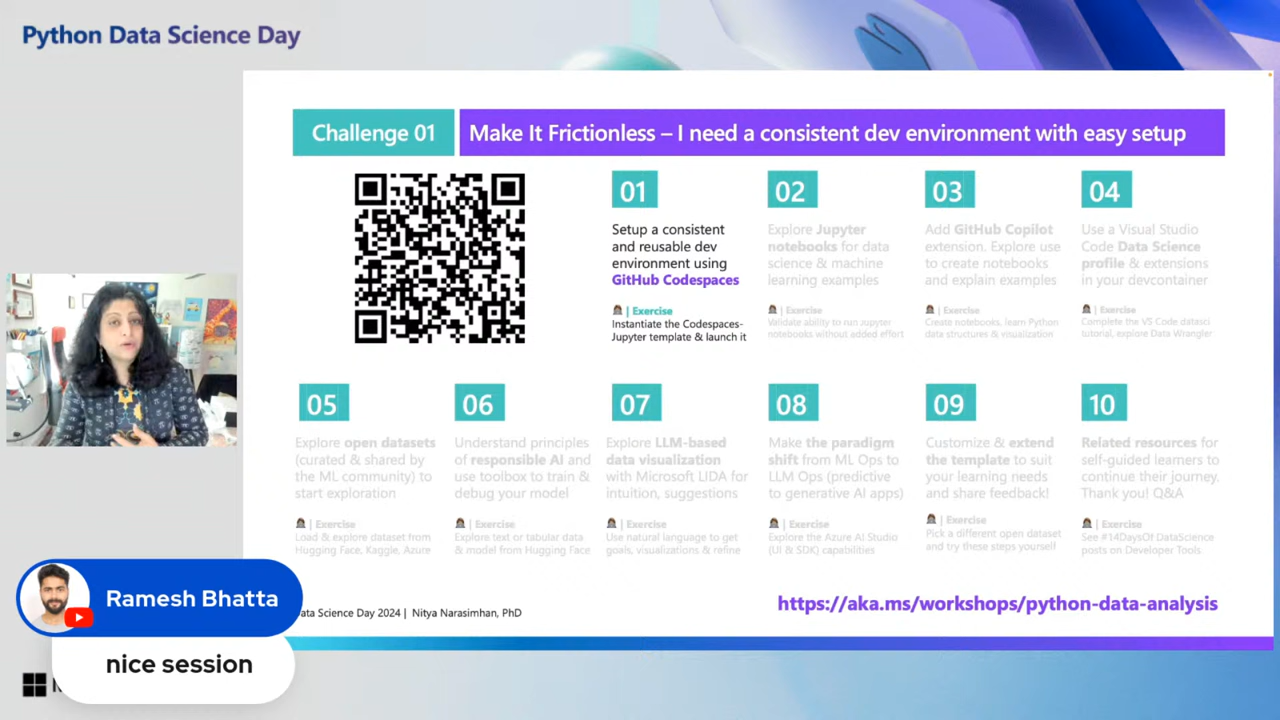 Python Data Science Day
Challenge 01
Make It Frictionless – I need a consistent dev environment with easy setup
01
Setup a consistent
and reusable dev
environment using
GitHub Codespaces
| Exercise
Instantiate the Codespaces-
Jupyter template & launch it
02
Explore Jupyter
notebooks for data
science & machine
learning examples
| Exercise
Validate ability to run Jupyter
notebooks without added effort
03
Add GitHub Copilot
extension. Explore use
to create notebooks
and explain examples
| Exercise
Create notebooks, learn Python
data structures & visualization
04
Use a Visual Studio
Code Data Science
profile & extensions
in your devcontainer
| Exercise
Complete the VS Code datasci
tutorial, explore Data Wrangler
05
Explore open datasets
(curated & shared by
the ML community) to
start exploration
| Exercise
Load & explore dataset from
Hugging Face, Kaggle, Azure
06
Understand principles
of responsible AI and
use toolbox to train &
debug your model
| Exercise
Explore text or tabular data
& model from Hugging Face
07
Explore LLM-based
data visualization
with Microsoft LIDA for
intuition, suggestions
| Exercise
Use natural language to get
goals, visualizations & refine
08
Make the paradigm
shift from ML Ops to
LLM Ops (predictive
to generative AI apps)
| Exercise
Explore the Azure AI Studio
(UI & SDK) capabilities
09
Customize & extend
the template to suit
your learning needs
and share feedback!
| Exercise
Pick a different open dataset
and try these steps yourself
10
Related resources for
self-guided learners to
continue their journey.
Thank you! Q&A
| Exercise
See #14DaysOfDataScience
posts on Developer Tools
https://aka.ms/workshops/python-data-analysis
ata Science Day 2024 | Nitya Narasimhan, PhD
Ramesh Bhatta
nice session